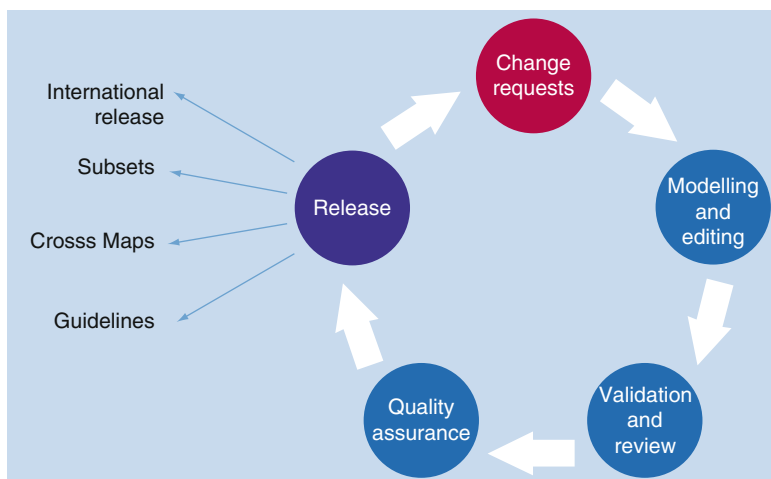 Change
requests
International
release
Subsets
Modelling
and
editing
Release
Crosss Maps
Guidelines
Quality
assurance
Validation
and
review